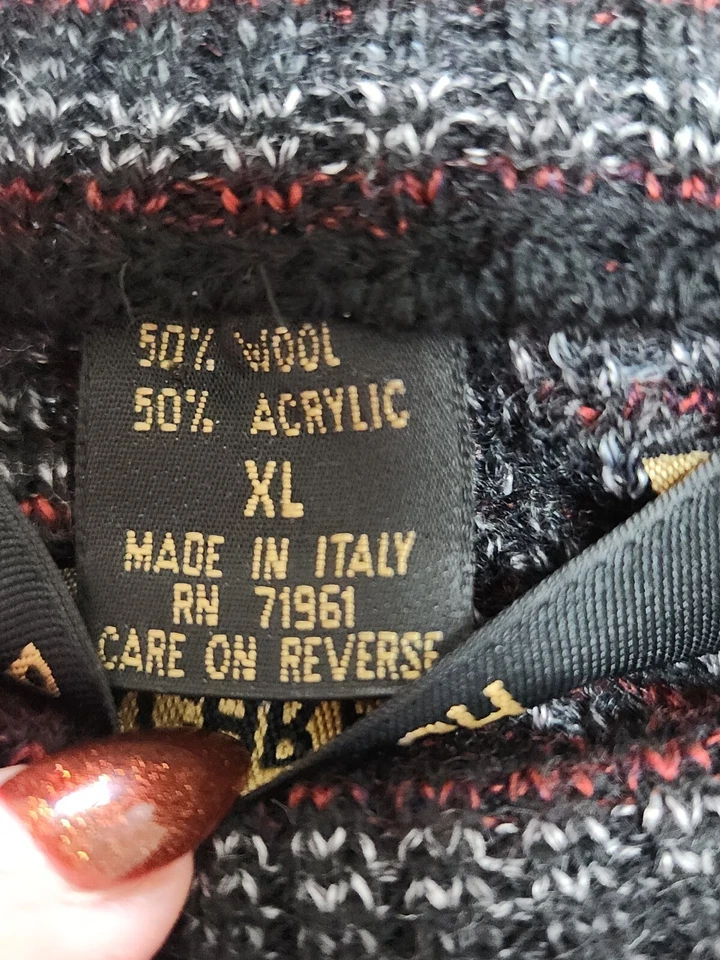 50% WOOL
50% ACRYLIC
XL
MADE IN ITALY
RN 71961
CARE ON REVERSE